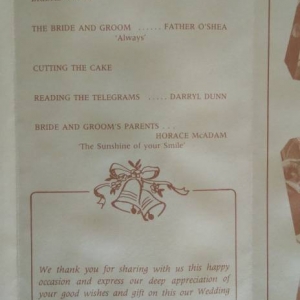 THE BRIDE AND GROOM ...... FATHER O'SHEA
'Always'
CUTTING THE CAKE
READING THE TELEGRAMS ..... DARRYL DUNN
BRIDE AND GROOM'S PARENTS ...
HORACE McADAM
'The Sunshine of your Smile'
We thank you for sharing with us this happy
occasion and express our deep appreciation of
your good wishes and gift on this our Wedding